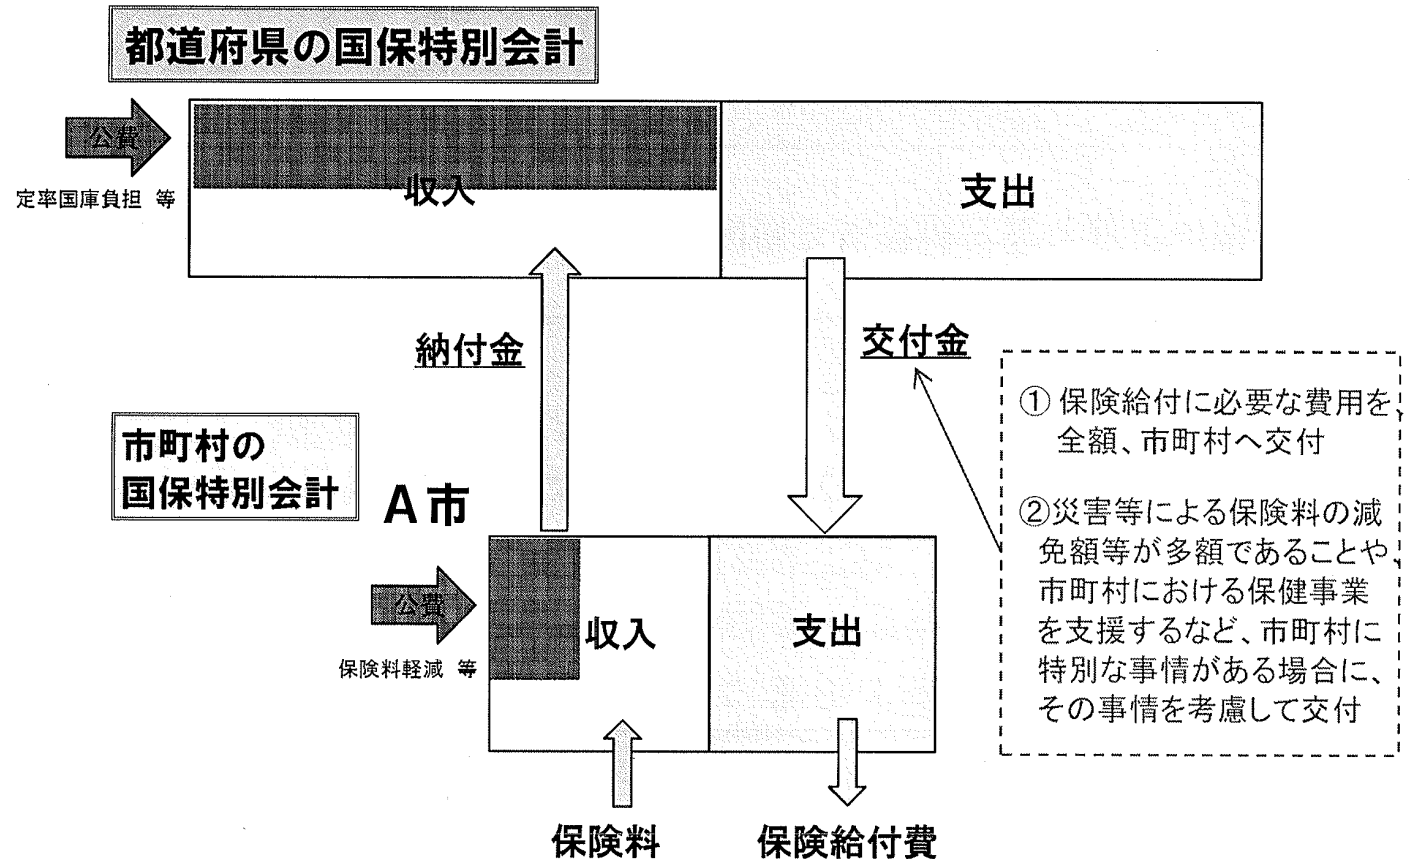 都道府県の国保特別会計
公費
定率国庫負担 等
収入
支出
納付金
交付金
① 保険給付に必要な費用を、
全額、市町村へ交付
②災害等による保険料の減
免額等が多額であることや、
市町村における保健事業
を支援するなど、市町村に
特別な事情がある場合に、
その事情を考慮して交付
市町村の
国保特別会計
A市
公費
保険料軽減 等
収入
支出
保険料
保険給付費